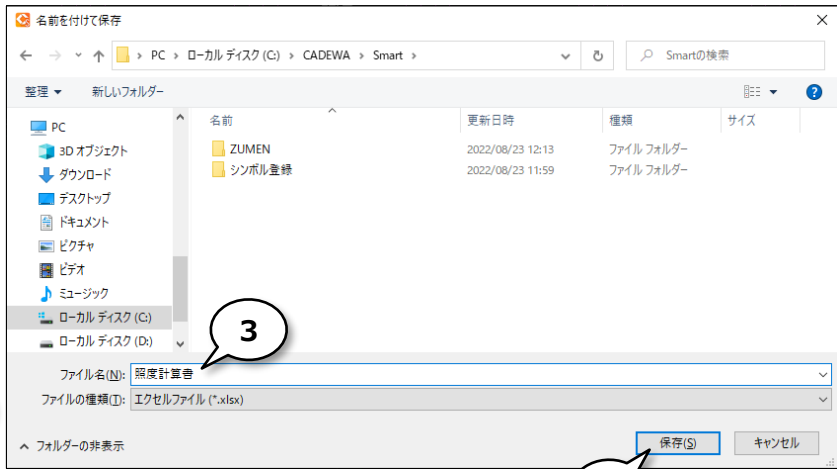 名前を付けて保存
PC › ローカル ディスク (C:) › CADEWA › Smart ›
Smartの検索
整理
新しいフォルダー
名前 更新日時 種類 サイズ
ZUMEN 2022/08/23 12:13 ファイル フォルダー
シンボル登録 2022/08/23 11:59 ファイル フォルダー
PC
3D オブジェクト
ダウンロード
デスクトップ
ドキュメント
ピクチャ
ビデオ
ミュージック
ローカル ディスク (C:)
ローカル ディスク (D:)
3
ファイル名(N): 照度計算書
ファイルの種類(T): エクセルファイル (*.xlsx)
フォルダーの非表示
保存(S)
キャンセル